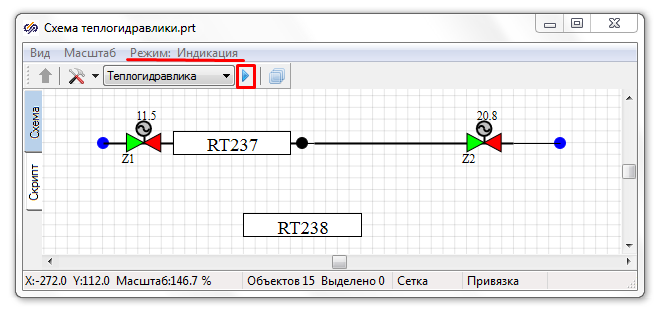 Схема теплогидравлики.prt
Вид Масштаб Режим: Индикация
Теплогидравлика
Схема
Скрипт
11.5
20.8
RT237
Z1
Z2
RT238
X:-272.0 Y:112.0 Масштаб:146.7 % Объектов 15 Выделено 0 Сетка Привязка